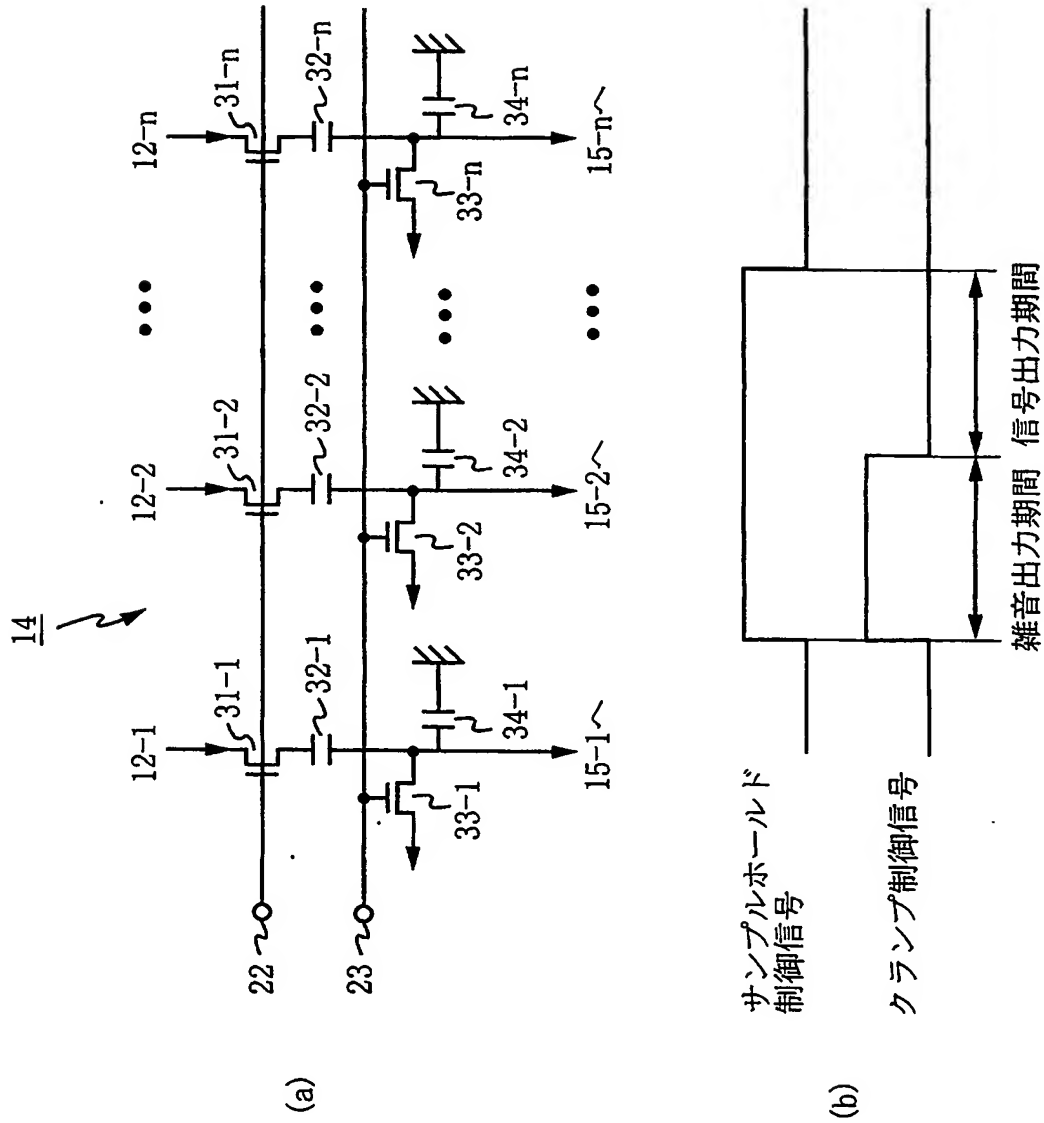 14
12-1
12-2
12-n
31-1
31-2
31-n
22
32-1
32-2
32-n
23
33-1
33-2
33-n
34-1
34-2
34-n
15-1へ
15-2へ
15-nへ
(a)
サンプルホールド
制御信号
クランプ制御信号
雑音出力期間
信号出力期間
(b)